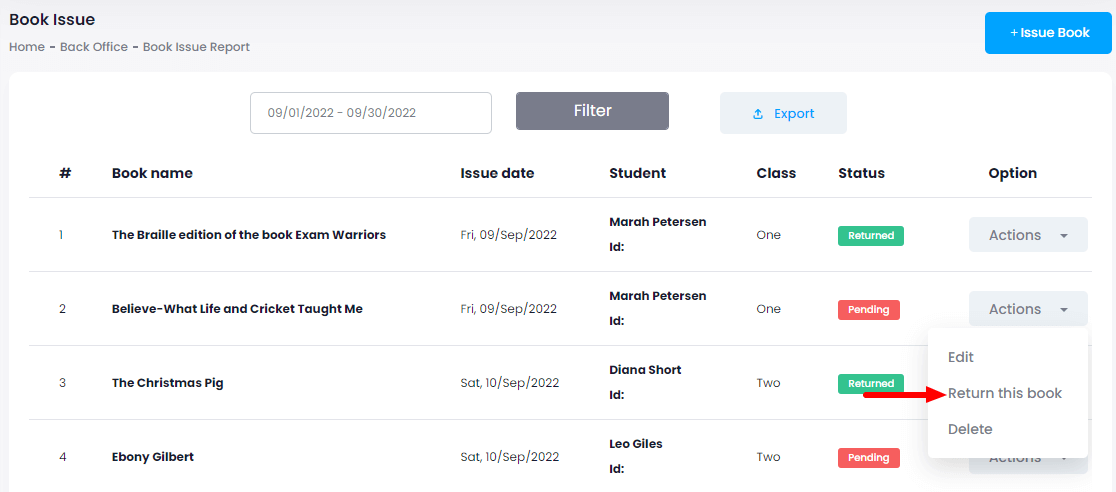 Book Issue
Home - Back Office - Book Issue Report
+ Issue Book
09/01/2022 - 09/30/2022
Filter
Export
# Book name Issue date Student Class Status Option
1 The Braille edition of the book Exam Warriors Fri, 09/Sep/2022 Marah Petersen One Returned Actions
Id:
2 Believe-What Life and Cricket Taught Me Fri, 09/Sep/2022 Marah Petersen One Pending Actions
Id:
3 The Christmas Pig Sat, 10/Sep/2022 Diana Short Two Returned
Id:
4 Ebony Gilbert Sat, 10/Sep/2022 Leo Giles Two Pending Actions
Id:
Edit
Return this book
Delete